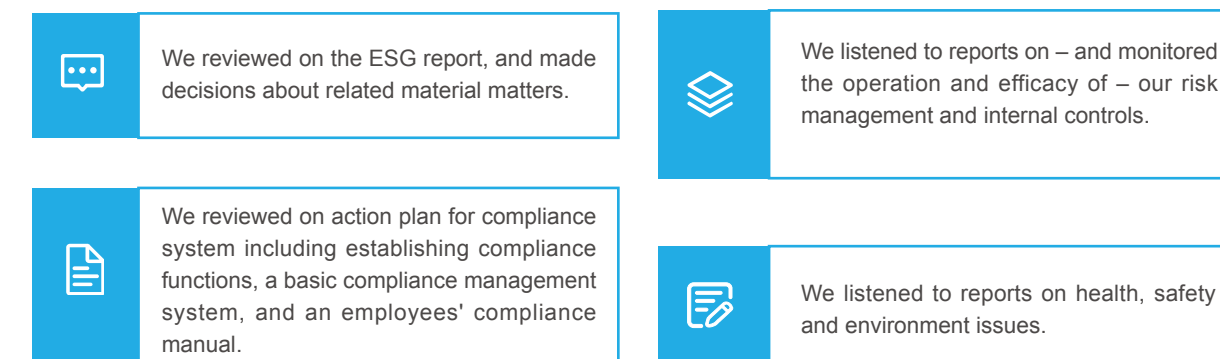 We reviewed on the ESG report, and made
decisions about related material matters.
We listened to reports on – and monitored
the operation and efficacy of – our risk
management and internal controls.
We reviewed on action plan for compliance
system including establishing compliance
functions, a basic compliance management
system, and an employees' compliance
manual.
We listened to reports on health, safety
and environment issues.